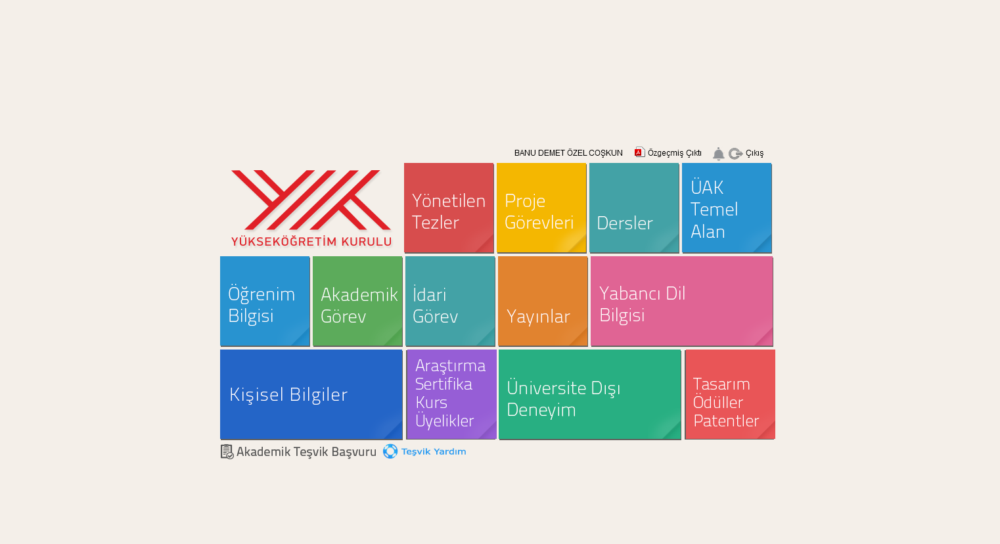 BANU DEMET ÖZEL COŞKUN Özgeçmiş Çıktı Çıkış
YÜKSEKÖĞRETİM KURULU
Yönetilen
Tezler
Proje
Görevleri
Dersler
ÜAK
Temel
Alan
Öğrenim
Bilgisi
Akademik
Görev
İdari
Görev
Yayınlar
Yabancı Dil
Bilgisi
Kişisel Bilgiler
Araştırma
Sertifika
Kurs
Üyelikler
Üniversite Dışı
Deneyim
Tasarım
Ödüller
Patentler
Akademik Teşvik Başvuru Teşvik Yardım